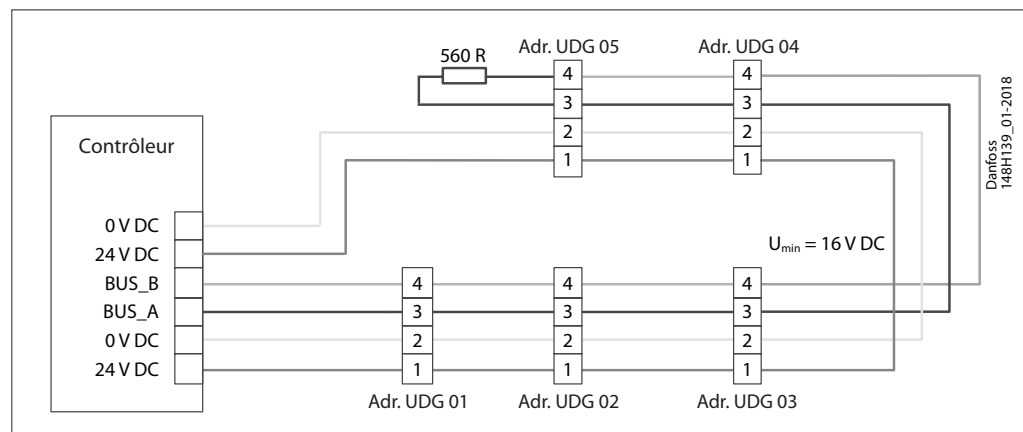 Adr. UDG 05
Adr. UDG 04
560 R
4
3
2
1
4
3
2
1
Danfoss
148H139_01-2018
Contrôleur
0 V DC
24 V DC
BUS_B
BUS_A
0 V DC
24 V DC
Umin = 16 V DC
4
3
2
1
4
3
2
1
4
3
2
1
Adr. UDG 01
Adr. UDG 02
Adr. UDG 03